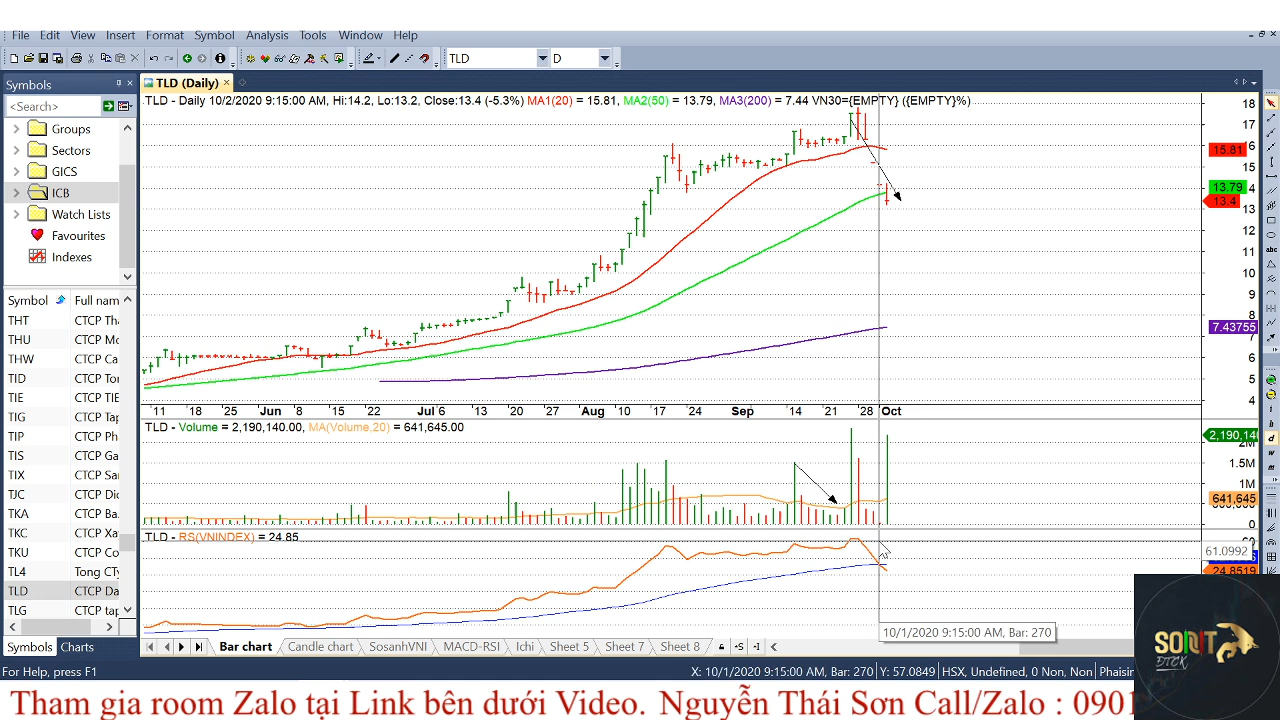 File Edit View Insert Format Symbol Analysis Tools Window Help
TLD D
Symbols
TLD (Daily)
<Search>
Groups
Sectors
GICS
ICB
Watch Lists
Favourites
Indexes
Symbol Full nam
THT CTCP Th
THU CTCP Mo
THW CTCP Ca
TID CTCP Ton
TIE CTCP TIE
TIG CTCP Tap
TIP CTCP Ph
TIS CTCP Ga
TIX CTCP San
TJC CTCP Dic
TKA CTCP Ba.
TKC CTCP Xa
TKU CTCP Co
TL4 Tong CTy
TLD CTCP Da
TLG CTCP tap
Symbols Charts
TLD - Daily 10/2/2020 9:15:00 AM, Hi:14.2, Lo:13.2, Close:13.4 (-5.3%) MA1(20) = 15.81, MA2(50) = 13.79, MA3(200) = 7.44 VN30={EMPTY} ({EMPTY}%)
18
17
16
15.81
15
14
13.79
13.4
13
12
11
10
9
8
7.43755
7
6
5
4
11 18 25 Jun 8 15 22 Jul 6 13 20 27 Aug 10 17 24 Sep 14 21 28 Oct
TLD - Volume = 2,190,140.00, MA(Volume,20) = 641,645.00
2,190,140
2M
1.5M
1M
641,645
0
TLD - RS(VNINDEX) = 24.85
60
61.0992
24.8519
10/1/2020 9:15:00 AM, Bar: 270
Bar chart Candle chart SosanhVNI MACD-RSI Ichi Sheet 5 Sheet 7 Sheet 8
For Help, press F1
X: 10/1/2020 9:15:00 AM, Bar: 270 Y: 57.0849 HSX, Undefined, 0 Non, Non Phaisin
SORIT
DTCK
Tham gia room Zalo tại Link bên dưới Video. Nguyễn Thái Sơn Call/Zalo : 0901